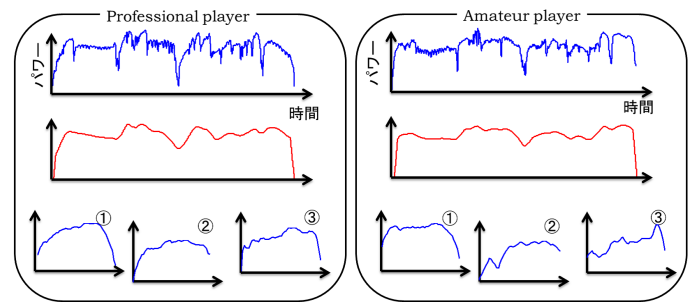 Professional player
パワー
時間
①
②
③
Amateur player
パワー
時間
①
②
③